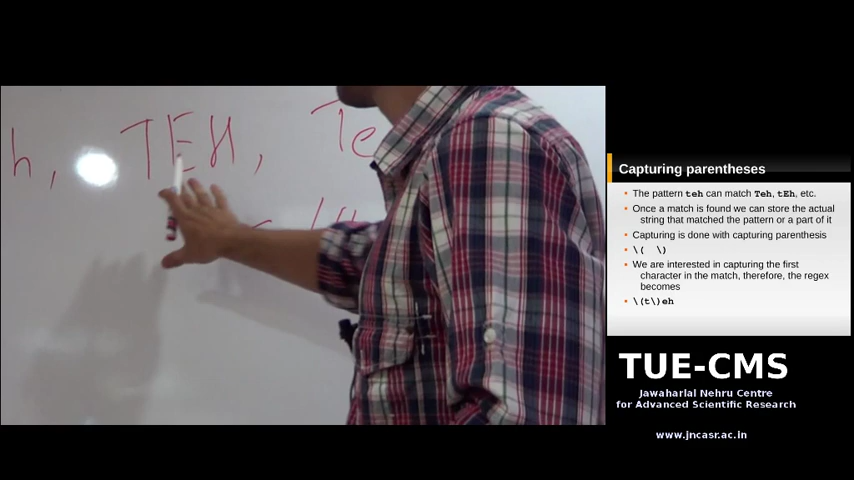 h, TEH, Te
Capturing parentheses
The pattern teh can match Teh, tEh, etc.
Once a match is found we can store the actual
string that matched the pattern or a part of it
Capturing is done with capturing parenthesis
\( \)
We are interested in capturing the first
character in the match, therefore, the regex
becomes
\(t\)eh
TUE-CMS
Jawaharlal Nehru Centre
for Advanced Scientific Research
www.jncasr.ac.in